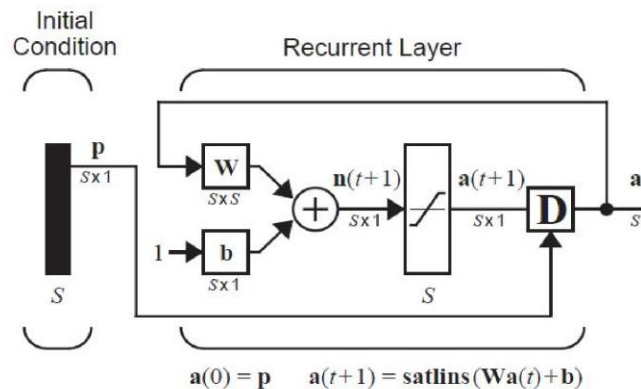 Initial
Condition
Recurrent Layer
p
S x 1
W
S x S
n(t+1)
S x 1
a(t+1)
S x 1
D
a
S
1
b
S x 1
S
S
a(0) = p a(t+1) = satlins(Wa(t)+b)